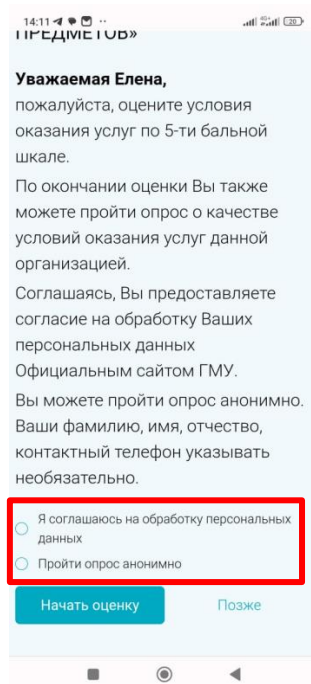 14:11
20
ПРЕДМЕТОВ»
Уважаемая Елена,
пожалуйста, оцените условия
оказания услуг по 5-ти бальной
шкале.
По окончании оценки Вы также
можете пройти опрос о качестве
условий оказания услуг данной
организацией.
Соглашаясь, Вы предоставляете
согласие на обработку Ваших
персональных данных
Официальным сайтом ГМУ.
Вы можете пройти опрос анонимно.
Ваши фамилию, имя, отчество,
контактный телефон указывать
необязательно.
Я соглашаюсь на обработку персональных
данных
Пройти опрос анонимно
Начать оценку Позже